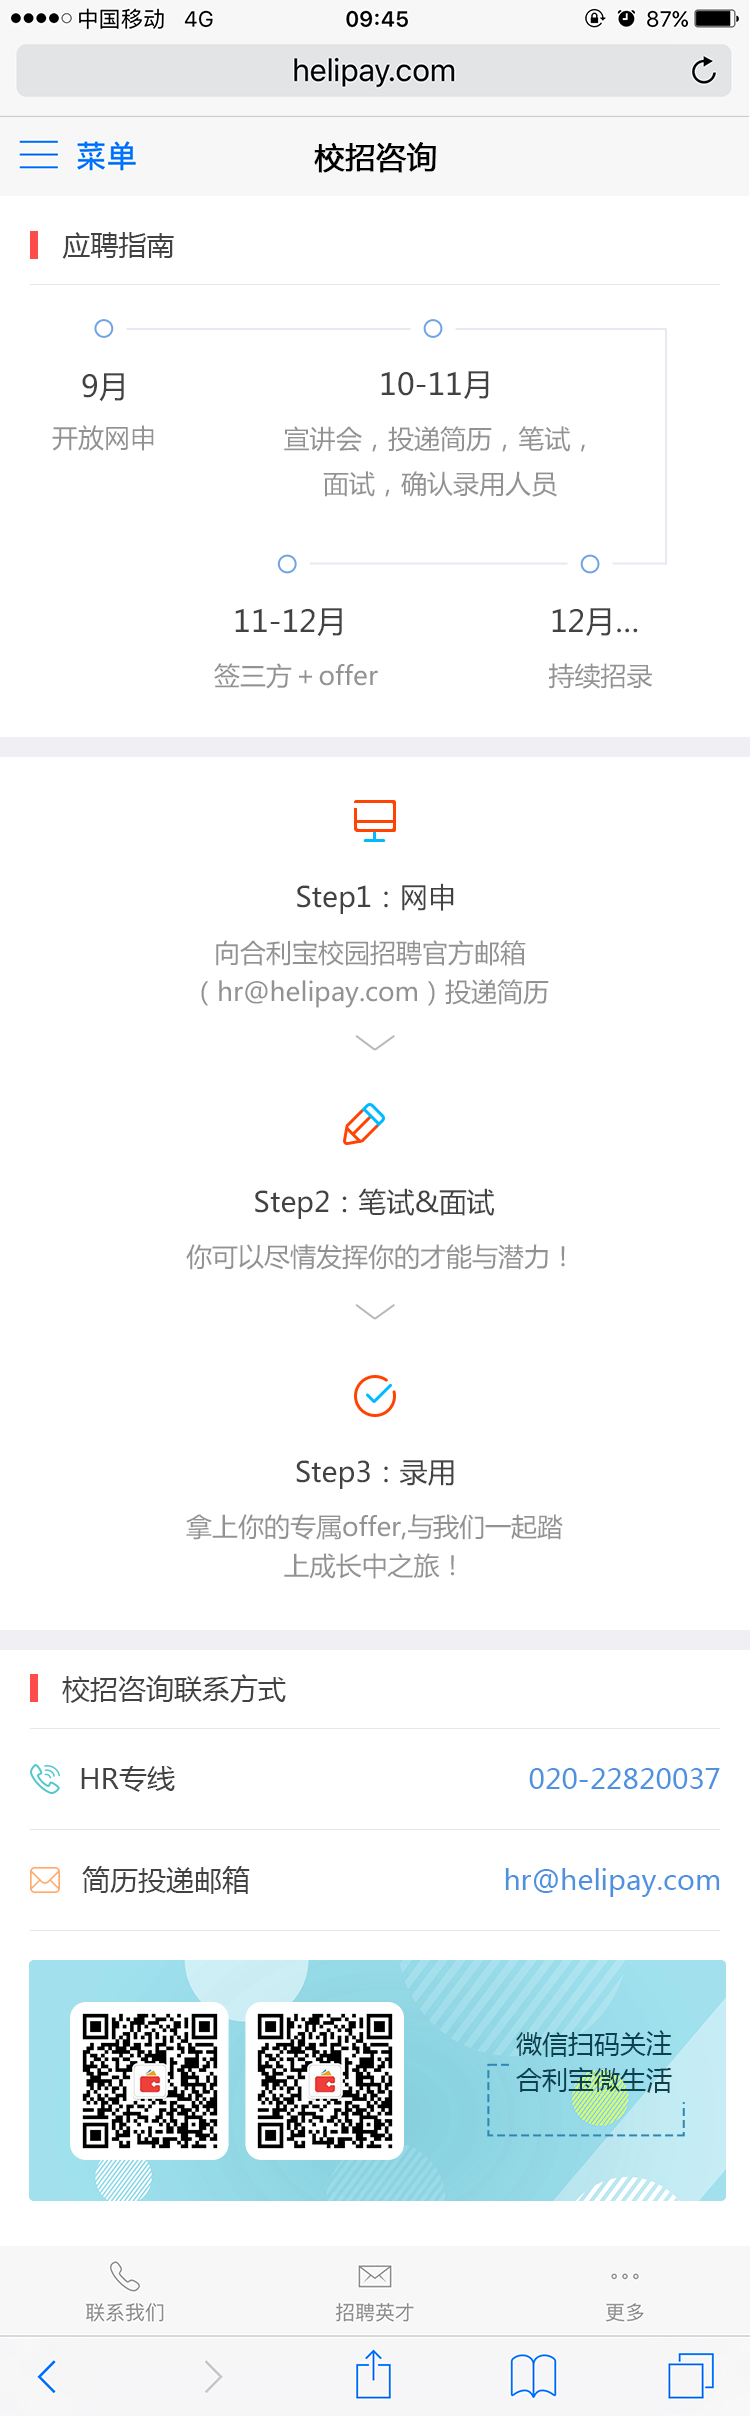 中国移动 4G 09:45 87%
helipay.com
菜单 校招咨询
应聘指南
9月 10-11月
开放网申 宣讲会，投递简历，笔试，
面试，确认录用人员
11-12月 12月...
签三方+offer 持续招录
Step1：网申
向合利宝校园招聘官方邮箱
（hr@helipay.com）投递简历
Step2：笔试&面试
你可以尽情发挥你的才能与潜力！
Step3：录用
拿上你的专属offer,与我们一起踏
上成长中之旅！
校招咨询联系方式
HR专线 020-22820037
简历投递邮箱 hr@helipay.com
微信扫码关注
合利宝微生活
联系我们 招聘英才 更多